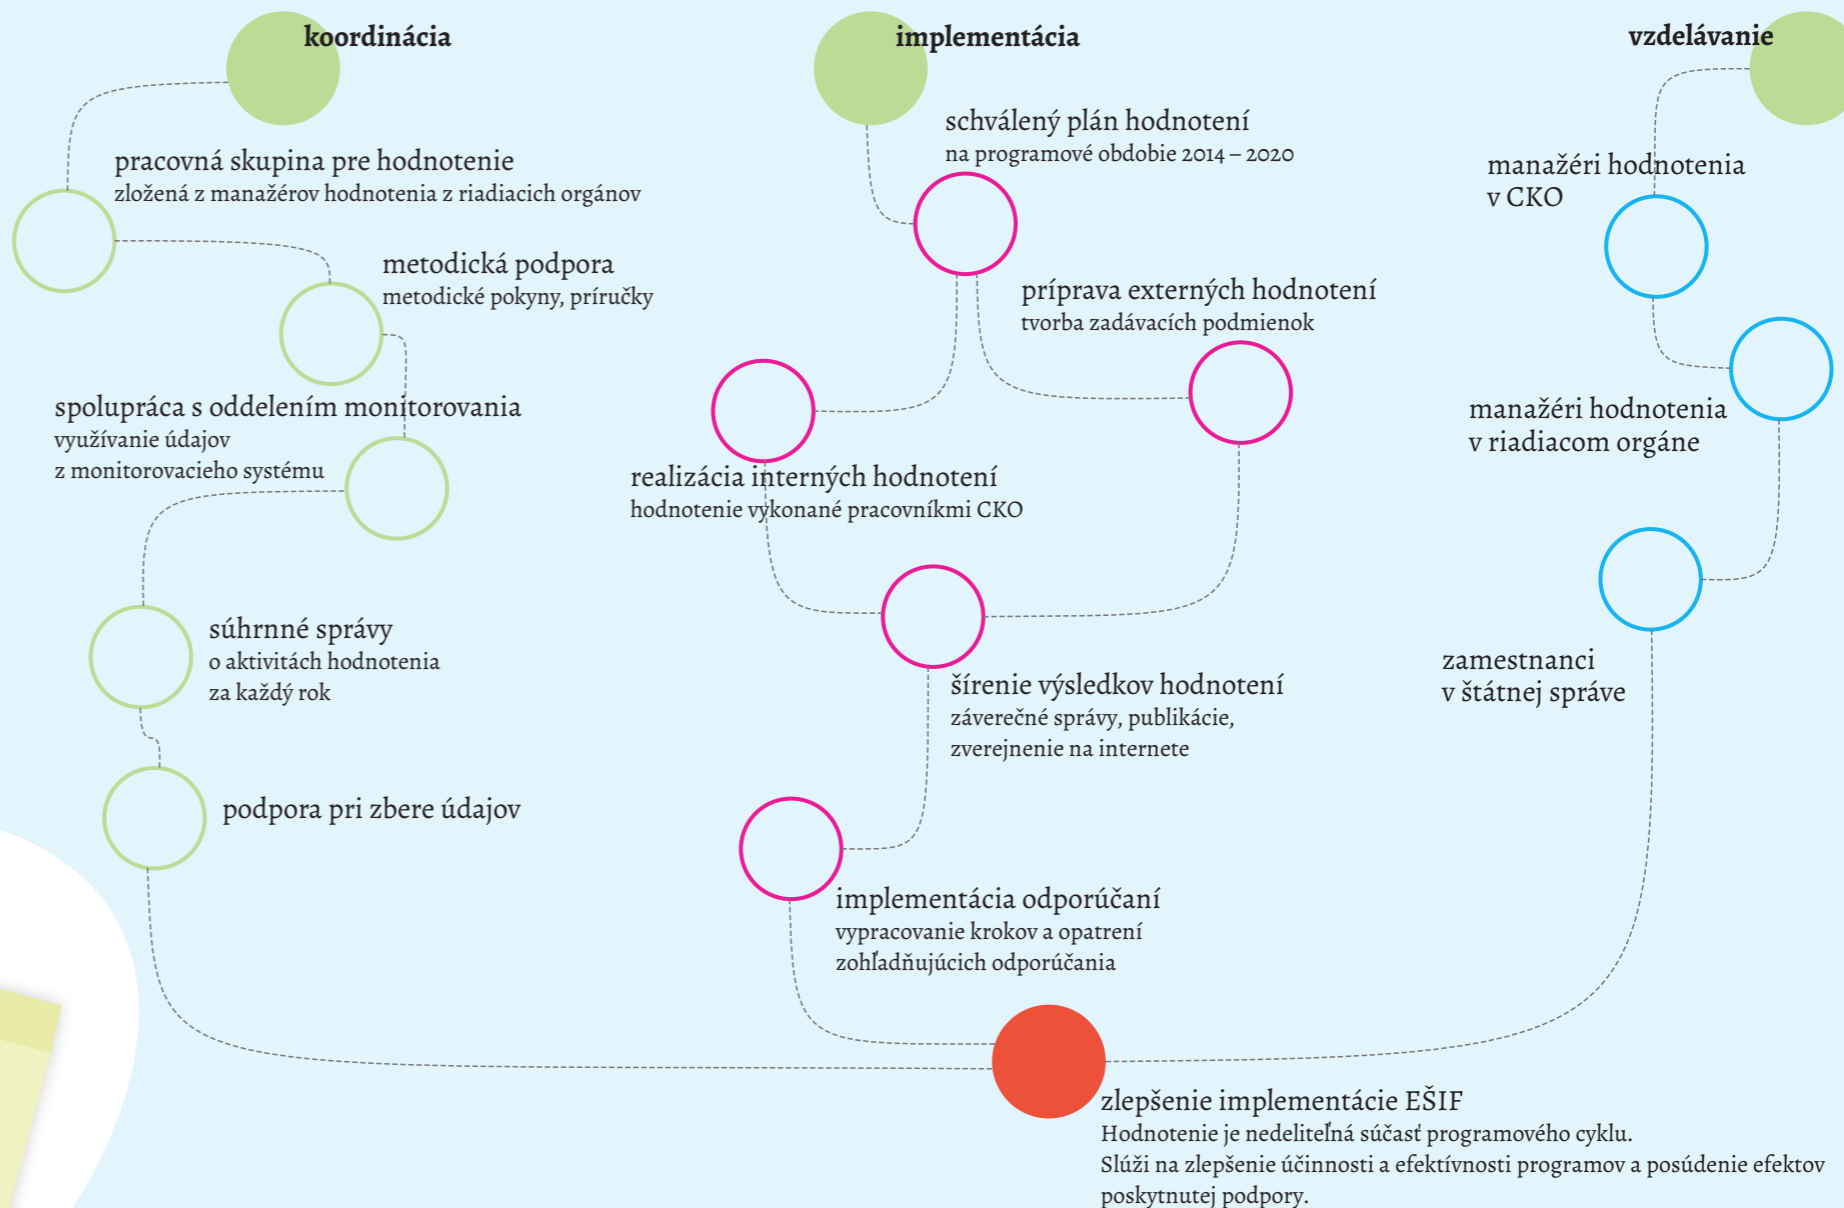 koordinácia
pracovná skupina pre hodnotenie
zložená z manažérov hodnotenia z riadiacich orgánov
metodická podpora
metodické pokyny, príručky
spolupráca s oddelením monitorovania
využívanie údajov
z monitorovacieho systému
súhrnné správy
o aktivitách hodnotenia
za každý rok
podpora pri zbere údajov
implementácia
schválený plán hodnotení
na programové obdobie 2014 – 2020
príprava externých hodnotení
tvorba zadávacích podmienok
realizácia interných hodnotení
hodnotenie vykonané pracovníkmi CKO
šírenie výsledkov hodnotení
záverečné správy, publikácie,
zverejnenie na internete
implementácia odporúčaní
vypracovanie krokov a opatrení
zohľadňujúcich odporúčania
vzdelávanie
manažéri hodnotenia
v CKO
manažéri hodnotenia
v riadiacom orgáne
zamestnanci
v štátnej správe
zlepšenie implementácie EŠIF
Hodnotenie je nedeliteľná súčasť programového cyklu.
Slúži na zlepšenie účinnosti a efektívnosti programov a posúdenie efektov
poskytnutej podpory.